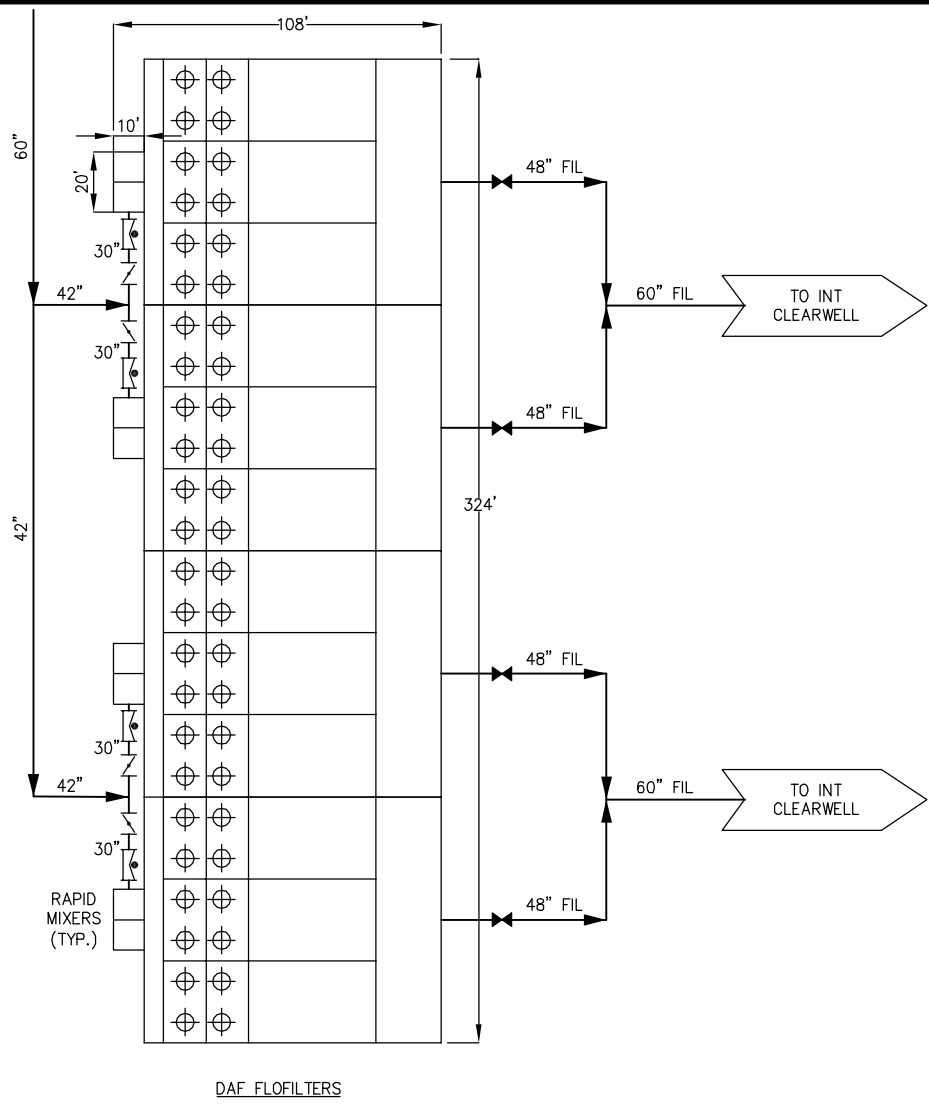 108'
10'
60"
20'
48" FIL
30"
42"
60" FIL
TO INT
CLEARWELL
30"
48" FIL
324'
42"
48" FIL
30"
42"
60" FIL
TO INT
CLEARWELL
30"
RAPID
MIXERS
(TYP.)
48" FIL
DAF FLOFILTERS